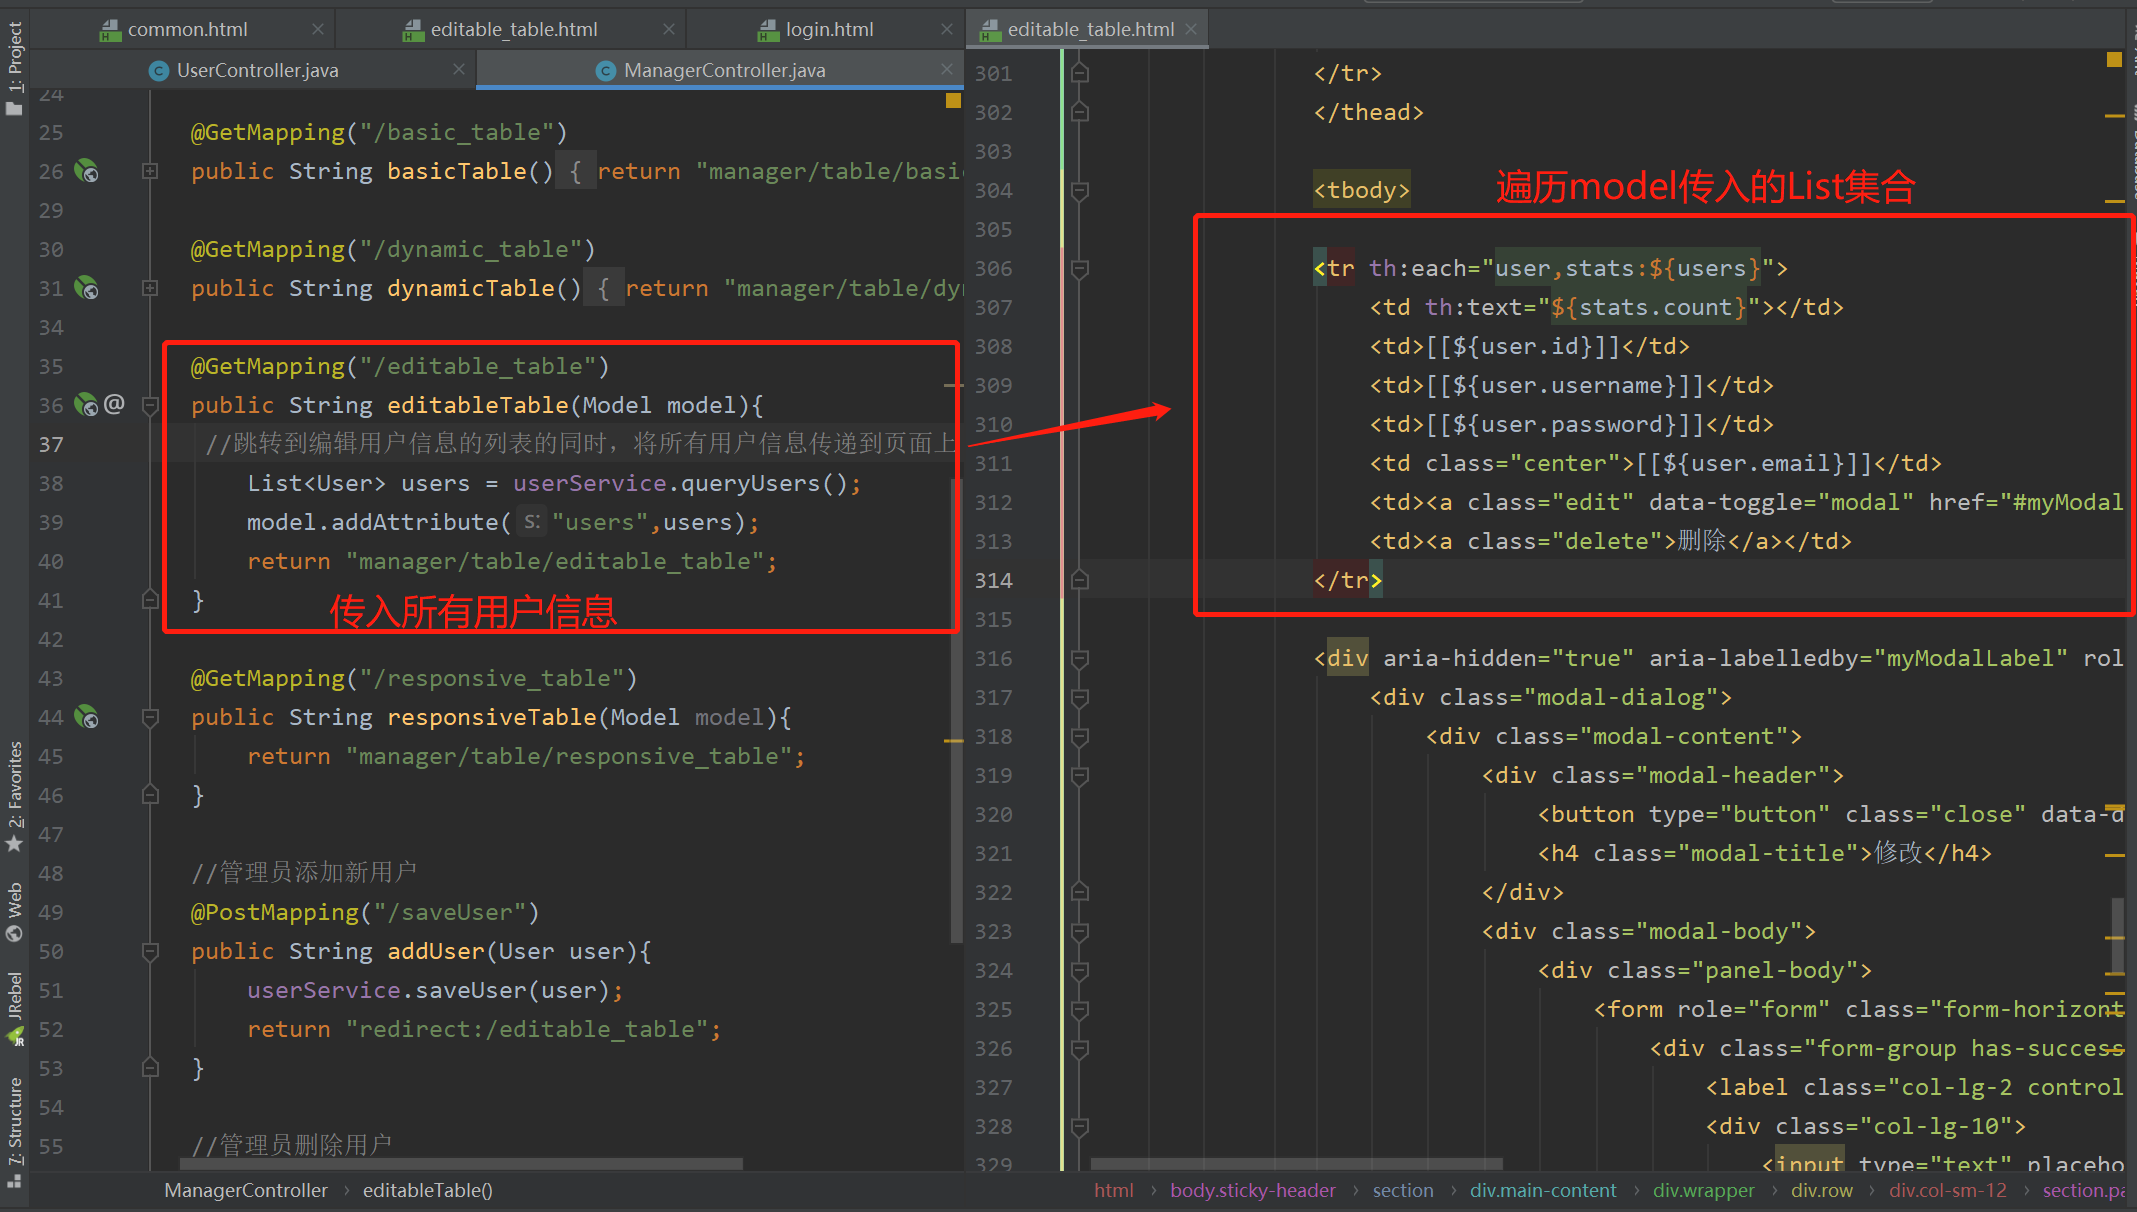 common.html
editable_table.html
login.html
UserController.java
ManagerController.java
1: Project
2: Favorites
Web
JRebel
7: Structure
24
25 @GetMapping("/basic_table")
26 public String basicTable() { return "manager/table/basi
29
30 @GetMapping("/dynamic_table")
31 public String dynamicTable() { return "manager/table/dy
34
35 @GetMapping("/editable_table")
36 public String editableTable(Model model){
37 //跳转到编辑用户信息的列表的同时，将所有用户信息传递到页面上
38 List<User> users = userService.queryUsers();
39 model.addAttribute( s: "users",users);
40 return "manager/table/editable_table";
41 }
传入所有用户信息
42
43 @GetMapping("/responsive_table")
44 public String responsiveTable(Model model){
45 return "manager/table/responsive_table";
46 }
47
48 //管理员添加新用户
49 @PostMapping("/saveUser")
50 public String addUser(User user){
51 userService.saveUser(user);
52 return "redirect:/editable_table";
53 }
54
55 //管理员删除用户
ManagerController › editableTable()
editable_table.html
301 </tr>
302 </thead>
303
304 <tbody>
遍历model传入的List集合
305
306 <tr th:each="user,stats:${users}">
307 <td th:text="${stats.count}"></td>
308 <td>[[${user.id}]]</td>
309 <td>[[${user.username}]]</td>
310 <td>[[${user.password}]]</td>
311 <td class="center">[[${user.email}]]</td>
312 <td><a class="edit" data-toggle="modal" href="#myModal
313 <td><a class="delete">删除</a></td>
314 </tr>
315
316 <div aria-hidden="true" aria-labelledby="myModalLabel" rol
317 <div class="modal-dialog">
318 <div class="modal-content">
319 <div class="modal-header">
320 <button type="button" class="close" data-d
321 <h4 class="modal-title">修改</h4>
322 </div>
323 <div class="modal-body">
324 <div class="panel-body">
325 <form role="form" class="form-horizont
326 <div class="form-group has-success
327 <label class="col-lg-2 control
328 <div class="col-lg-10">
329 <input type="text" placeho
html › body.sticky-header › section › div.main-content › div.wrapper › div.row › div.col-sm-12 › section.pa